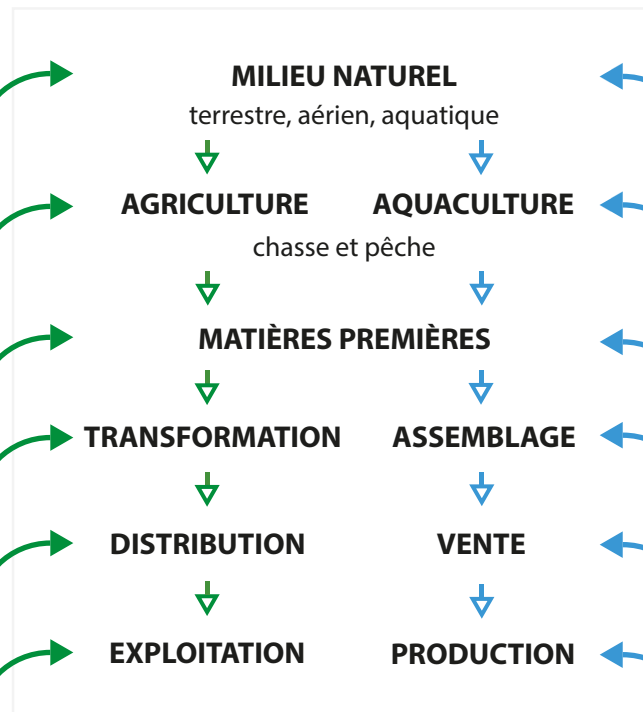 MILIEU NATUREL
terrestre, aérien, aquatique
AGRICULTURE AQUACULTURE
chasse et pêche
MATIÈRES PREMIÈRES
TRANSFORMATION ASSEMBLAGE
DISTRIBUTION VENTE
EXPLOITATION PRODUCTION